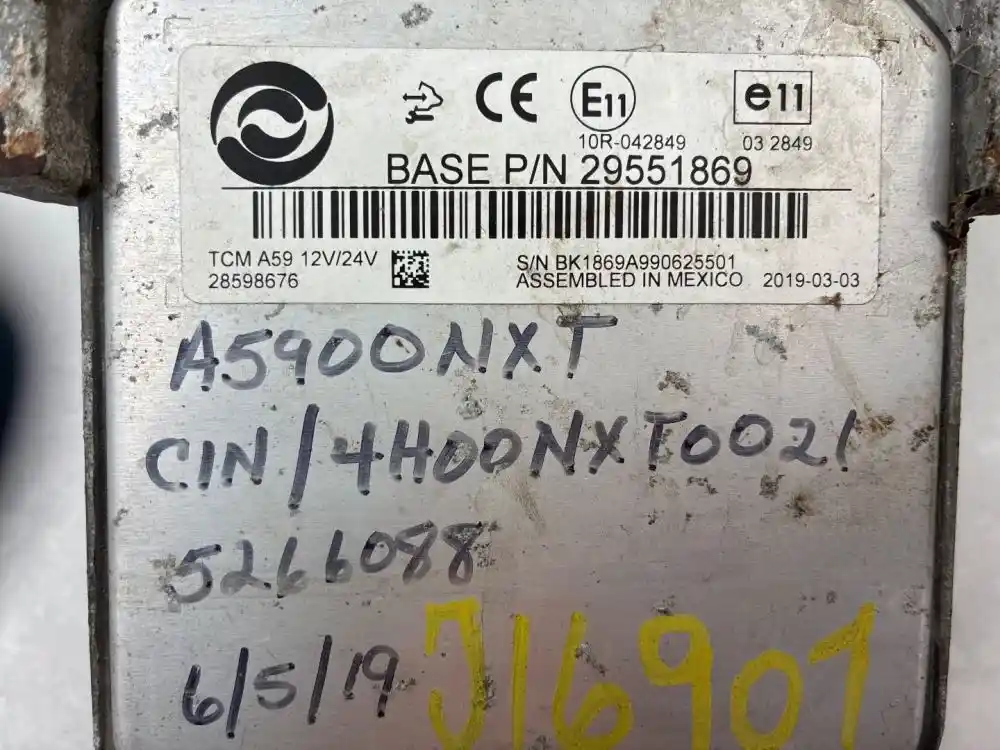 CE E11 e11
10R-042849 03 2849
BASE P/N 29551869
TCM A59 12V/24V S/N BK1869A990625501
28598676 ASSEMBLED IN MEXICO 2019-03-03
A5900NXT
CIN/4H00NXT0021
5266088
6/5/19 J16901